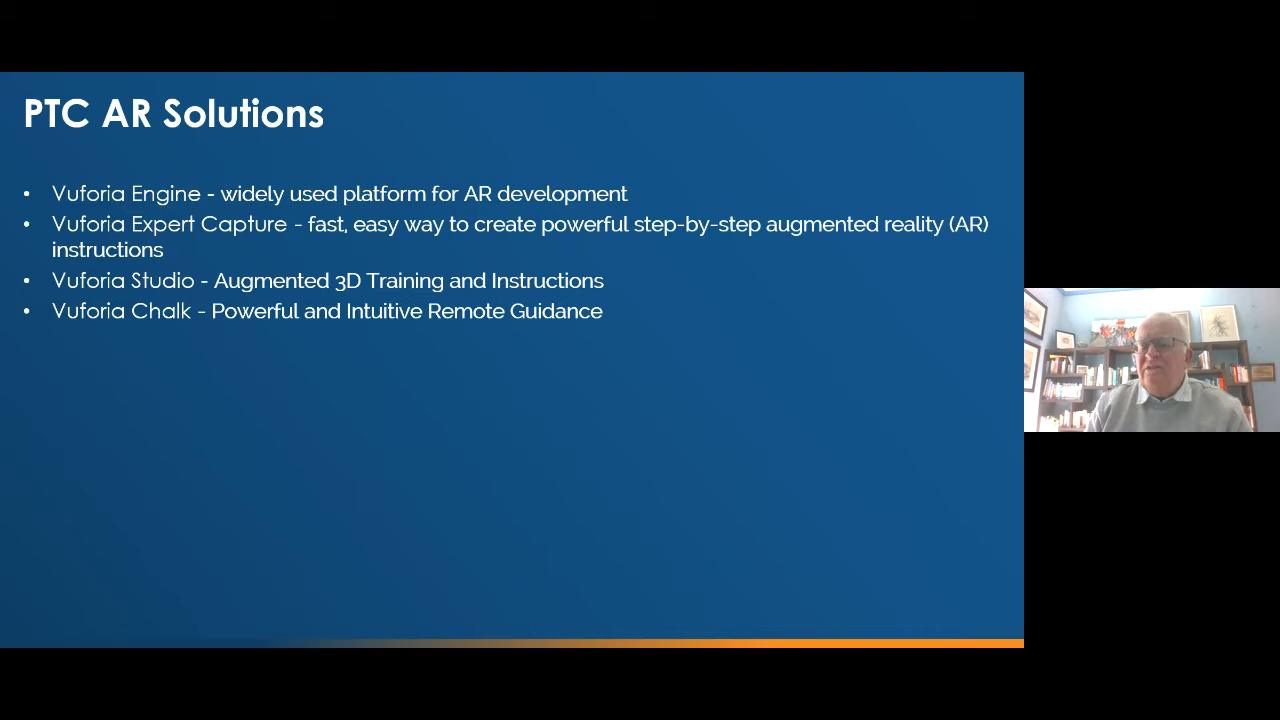 PTC AR Solutions
• Vuforia Engine - widely used platform for AR development
• Vuforia Expert Capture - fast, easy way to create powerful step-by-step augmented reality (AR)
instructions
• Vuforia Studio - Augmented 3D Training and Instructions
• Vuforia Chalk - Powerful and Intuitive Remote Guidance